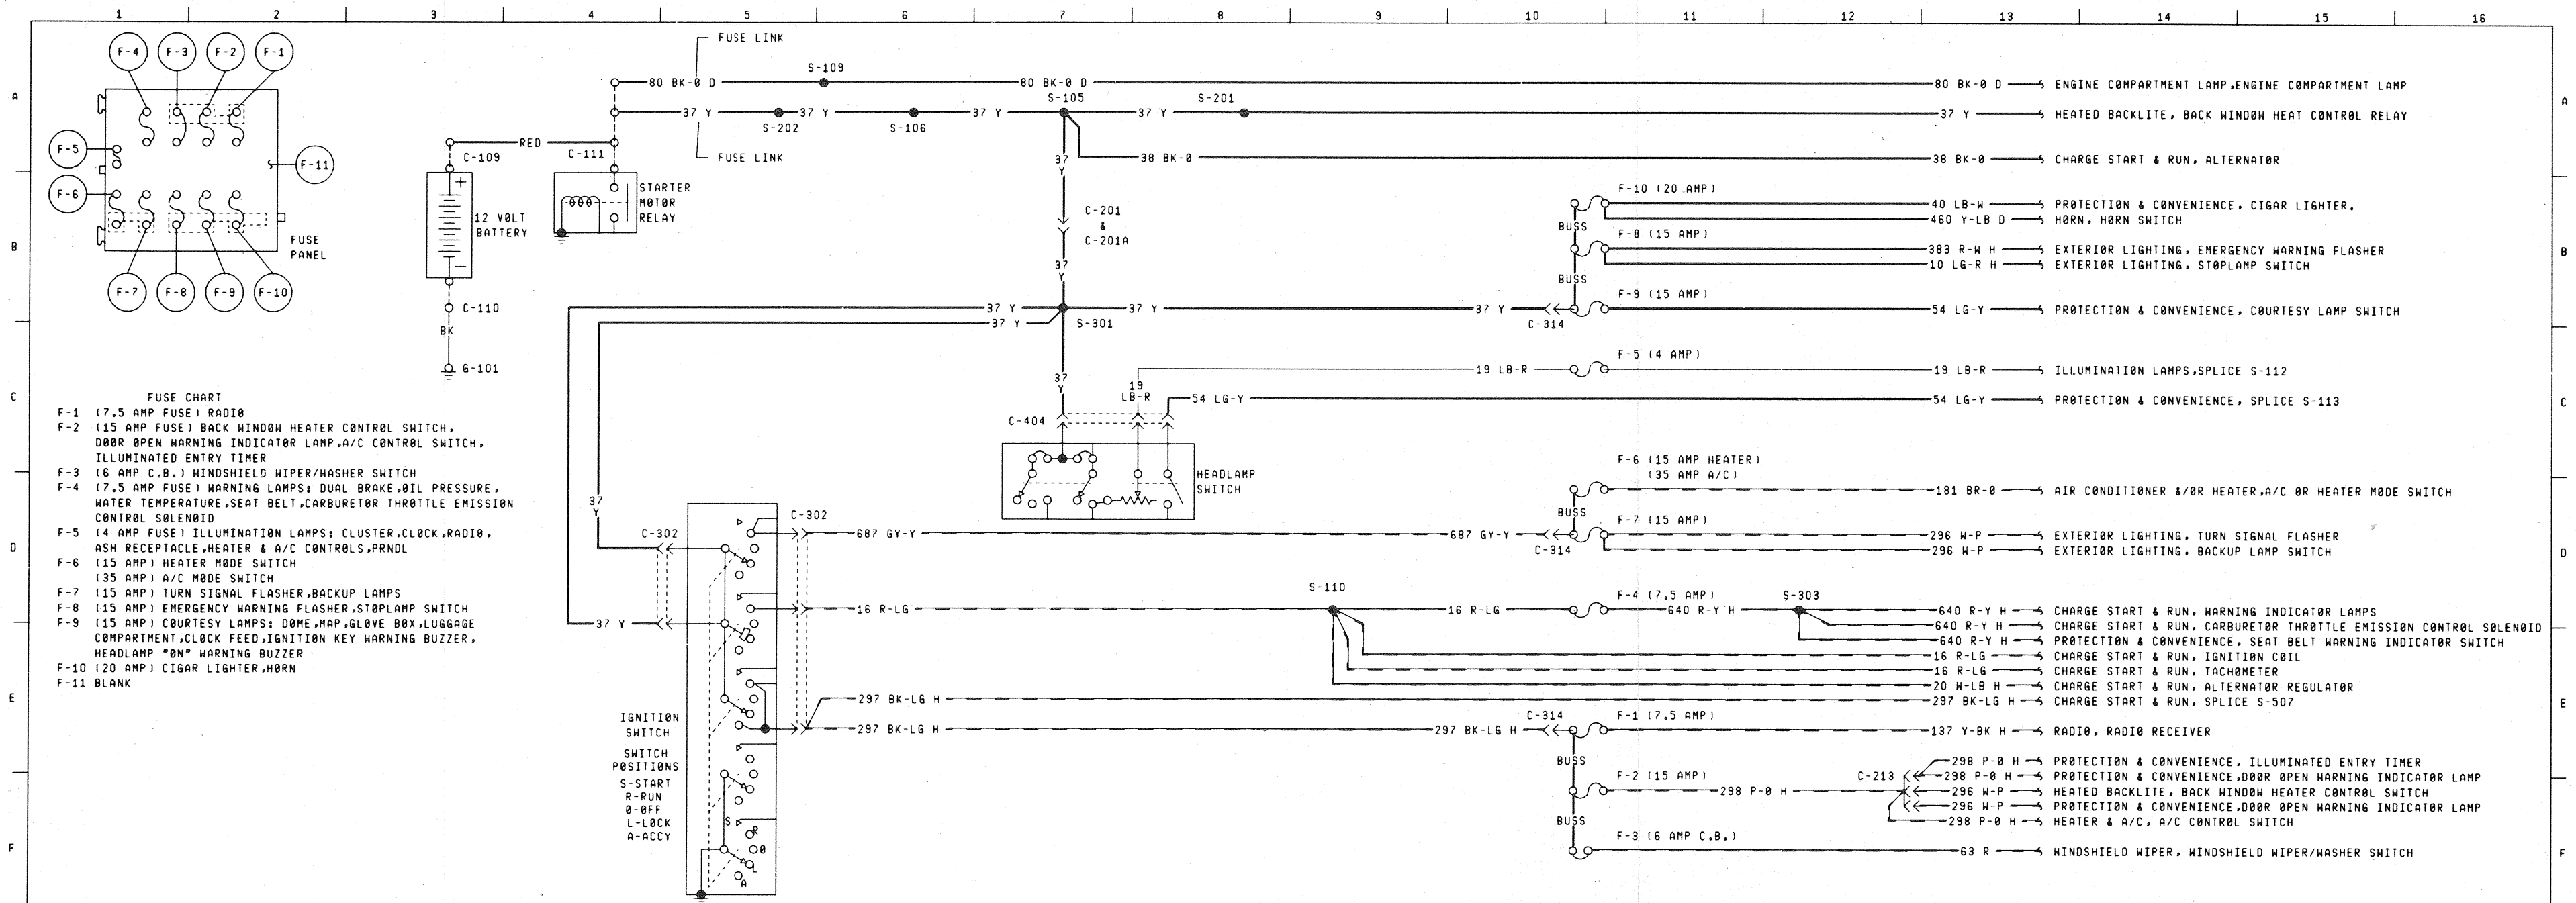 1 2 3 4 5 6 7 8 9 10 11 12 13 14 15 16
A
B
C
D
E
F
A
B
C
D
E
F
F-4 F-3 F-2 F-1
F-5
F-11
F-6
F-7 F-8 F-9 F-10
FUSE
PANEL
FUSE CHART
F-1 (7.5 AMP FUSE) RADIO
F-2 (15 AMP FUSE) BACK WINDOW HEATER CONTROL SWITCH,
DOOR OPEN WARNING INDICATOR LAMP,A/C CONTROL SWITCH,
ILLUMINATED ENTRY TIMER
F-3 (6 AMP C.B.) WINDSHIELD WIPER/WASHER SWITCH
F-4 (7.5 AMP FUSE) WARNING LAMPS: DUAL BRAKE,OIL PRESSURE,
WATER TEMPERATURE,SEAT BELT,CARBURETOR THROTTLE EMISSION
CONTROL SOLENOID
F-5 (4 AMP FUSE) ILLUMINATION LAMPS: CLUSTER,CLOCK,RADIO,
ASH RECEPTACLE,HEATER & A/C CONTROLS,PRNDL
F-6 (15 AMP) HEATER MODE SWITCH
(35 AMP) A/C MODE SWITCH
F-7 (15 AMP) TURN SIGNAL FLASHER,BACKUP LAMPS
F-8 (15 AMP) EMERGENCY WARNING FLASHER,STOPLAMP SWITCH
F-9 (15 AMP) COURTESY LAMPS: DOME,MAP,GLOVE BOX,LUGGAGE
COMPARTMENT,CLOCK FEED,IGNITION KEY WARNING BUZZER,
HEADLAMP "ON" WARNING BUZZER
F-10 (20 AMP) CIGAR LIGHTER,HORN
F-11 BLANK
FUSE LINK
S-109
80 BK-O D 80 BK-O D 80 BK-O D ENGINE COMPARTMENT LAMP,ENGINE COMPARTMENT LAMP
S-105 S-201
37 Y 37 Y 37 Y 37 Y 37 Y HEATED BACKLITE, BACK WINDOW HEAT CONTROL RELAY
S-202 S-106
RED
C-109 C-111 FUSE LINK
37
Y
38 BK-O 38 BK-O CHARGE START & RUN, ALTERNATOR
+
12 VOLT
BATTERY
−
STARTER
MOTOR
RELAY
C-110
BK
G-101
C-201
&
C-201A
37
Y
F-10 (20 AMP)
40 LB-W PROTECTION & CONVENIENCE, CIGAR LIGHTER,
460 Y-LB D HORN, HORN SWITCH
BUSS
F-8 (15 AMP)
383 R-W H EXTERIOR LIGHTING, EMERGENCY WARNING FLASHER
10 LG-R H EXTERIOR LIGHTING, STOPLAMP SWITCH
BUSS
F-9 (15 AMP)
37 Y 37 Y 37 Y 54 LG-Y PROTECTION & CONVENIENCE, COURTESY LAMP SWITCH
37 Y S-301 C-314
F-5 (4 AMP)
19 LB-R 19 LB-R ILLUMINATION LAMPS,SPLICE S-112
37
Y
19
LB-R
54 LG-Y 54 LG-Y PROTECTION & CONVENIENCE, SPLICE S-113
C-404
HEADLAMP
SWITCH
F-6 (15 AMP HEATER)
(35 AMP A/C)
181 BR-O AIR CONDITIONER &/OR HEATER,A/C OR HEATER MODE SWITCH
BUSS
37
Y
C-302 C-302
F-7 (15 AMP)
687 GY-Y 687 GY-Y 296 W-P EXTERIOR LIGHTING, TURN SIGNAL FLASHER
C-314 296 W-P EXTERIOR LIGHTING, BACKUP LAMP SWITCH
S-110 F-4 (7.5 AMP) S-303
16 R-LG 16 R-LG 640 R-Y H 640 R-Y H CHARGE START & RUN, WARNING INDICATOR LAMPS
37 Y 640 R-Y H CHARGE START & RUN, CARBURETOR THROTTLE EMISSION CONTROL SOLENOID
640 R-Y H PROTECTION & CONVENIENCE, SEAT BELT WARNING INDICATOR SWITCH
16 R-LG CHARGE START & RUN, IGNITION COIL
16 R-LG CHARGE START & RUN, TACHOMETER
20 W-LB H CHARGE START & RUN, ALTERNATOR REGULATOR
297 BK-LG H 297 BK-LG H CHARGE START & RUN, SPLICE S-507
C-314 F-1 (7.5 AMP)
297 BK-LG H 297 BK-LG H 137 Y-BK H RADIO, RADIO RECEIVER
IGNITION
SWITCH
SWITCH
POSITIONS
S-START
R-RUN
O-OFF
L-LOCK
A-ACCY
S
R
O
L
A
BUSS
298 P-O H PROTECTION & CONVENIENCE, ILLUMINATED ENTRY TIMER
F-2 (15 AMP) C-213 298 P-O H PROTECTION & CONVENIENCE,DOOR OPEN WARNING INDICATOR LAMP
298 P-O H 296 W-P HEATED BACKLITE, BACK WINDOW HEATER CONTROL SWITCH
296 W-P PROTECTION & CONVENIENCE,DOOR OPEN WARNING INDICATOR LAMP
BUSS 298 P-O H HEATER & A/C, A/C CONTROL SWITCH
F-3 (6 AMP C.B.)
63 R WINDSHIELD WIPER, WINDSHIELD WIPER/WASHER SWITCH